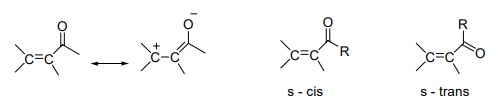 O
C=C
O−
+
C-C
O
R
C=C
s - cis
R
O
C=C
s - trans